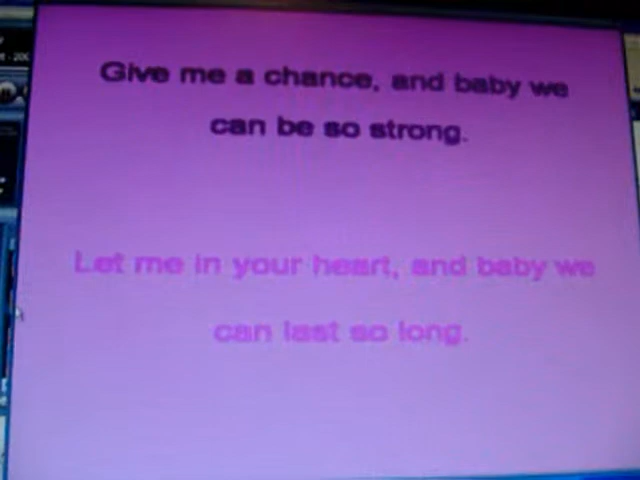 Give me a chance, and baby we
can be so strong.
Let me in your heart, and baby we
can last so long.